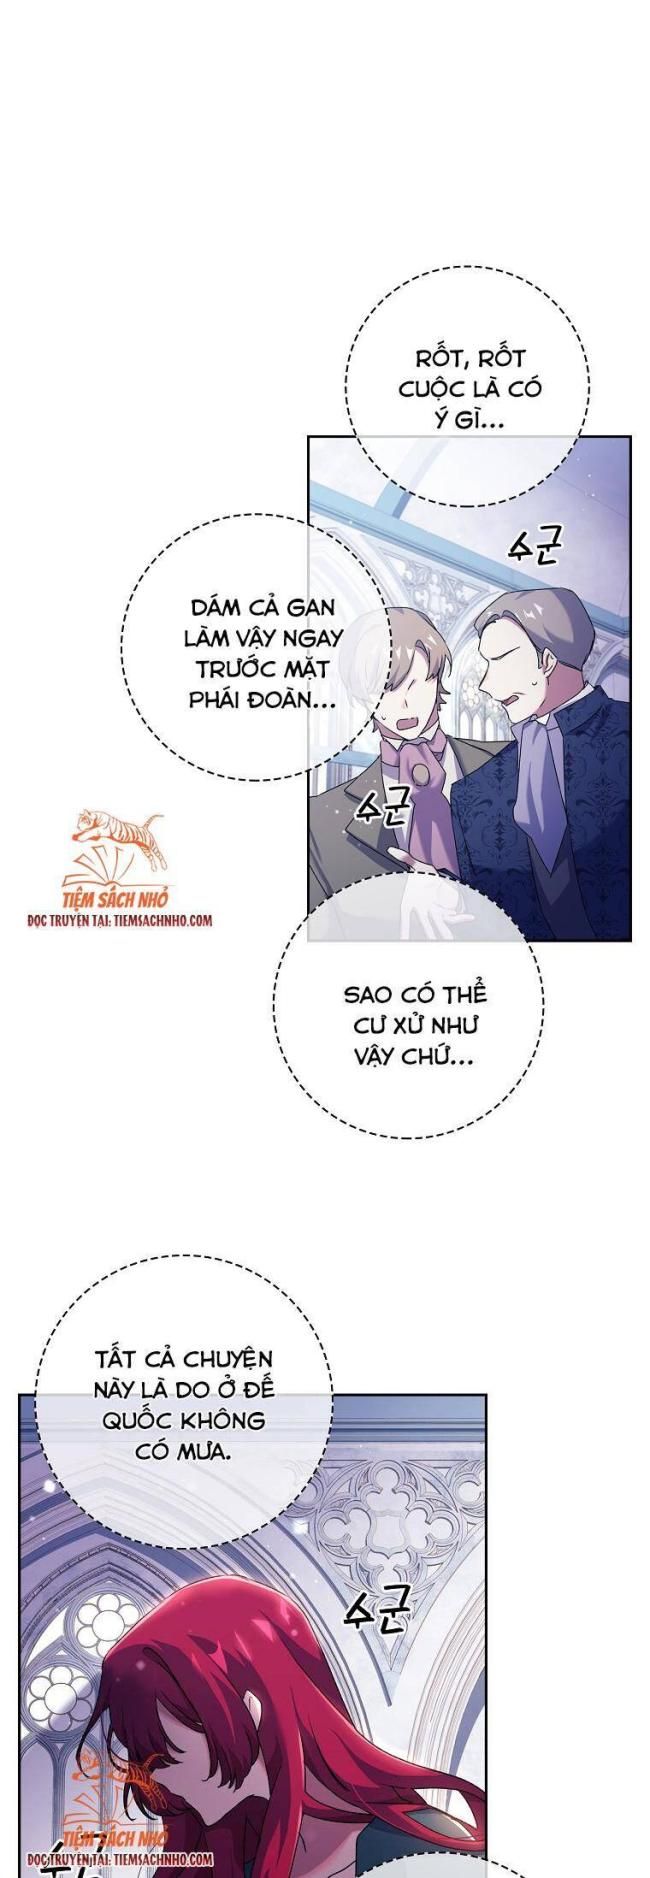 RỐT, RỐT
CUỘC LÀ CÓ
Ý GÌ...
수군
DÁM CẢ GAN
LÀM VẬY NGAY
TRƯỚC MẶT
PHÁI ĐOÀN...
수군
TIỆM SÁCH NHỎ
ĐỌC TRUYỆN TẠI: TIEMSACHNHO.COM
SAO CÓ THỂ
CƯ XỬ NHƯ
VẬY CHỨ...
TẤT CẢ CHUYỆN
NÀY LÀ DO Ở ĐẾ
QUỐC KHÔNG
CÓ MƯA.
수군
TIỆM SÁCH NHỎ
ĐỌC TRUYỆN TẠI: TIEMSACHNHO.COM